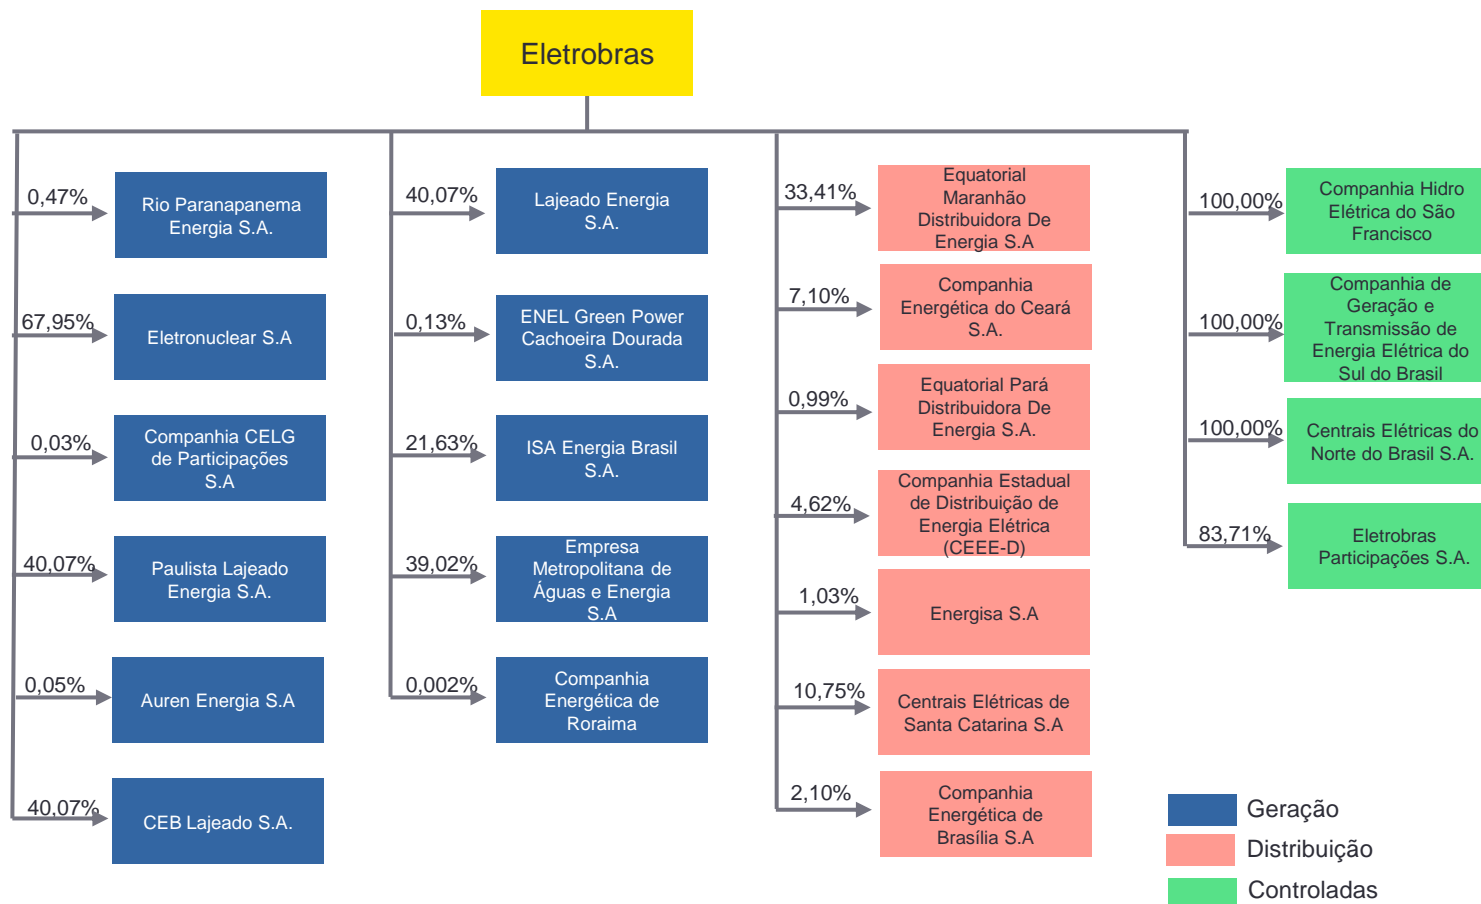 Eletrobras
0,47%
Rio Paranapanema
Energia S.A.
67,95%
Eletronuclear S.A
0,03%
Companhia CELG
de Participações
S.A
40,07%
Paulista Lajeado
Energia S.A.
0,05%
Auren Energia S.A
40,07%
CEB Lajeado S.A.
40,07%
Lajeado Energia
S.A.
0,13%
ENEL Green Power
Cachoeira Dourada
S.A.
21,63%
ISA Energia Brasil
S.A.
39,02%
Empresa
Metropolitana de
Águas e Energia
S.A
0,002%
Companhia
Energética de
Roraima
33,41%
Equatorial
Maranhão
Distribuidora De
Energia S.A
7,10%
Companhia
Energética do Ceará
S.A.
0,99%
Equatorial Pará
Distribuidora De
Energia S.A.
4,62%
Companhia Estadual
de Distribuição de
Energia Elétrica
(CEEE-D)
1,03%
Energisa S.A
10,75%
Centrais Elétricas de
Santa Catarina S.A
2,10%
Companhia
Energética de
Brasília S.A
100,00%
Companhia Hidro
Elétrica do São
Francisco
100,00%
Companhia de
Geração e
Transmissão de
Energia Elétrica do
Sul do Brasil
100,00%
Centrais Elétricas do
Norte do Brasil S.A.
83,71%
Eletrobras
Participações S.A.
Geração
Distribuição
Controladas